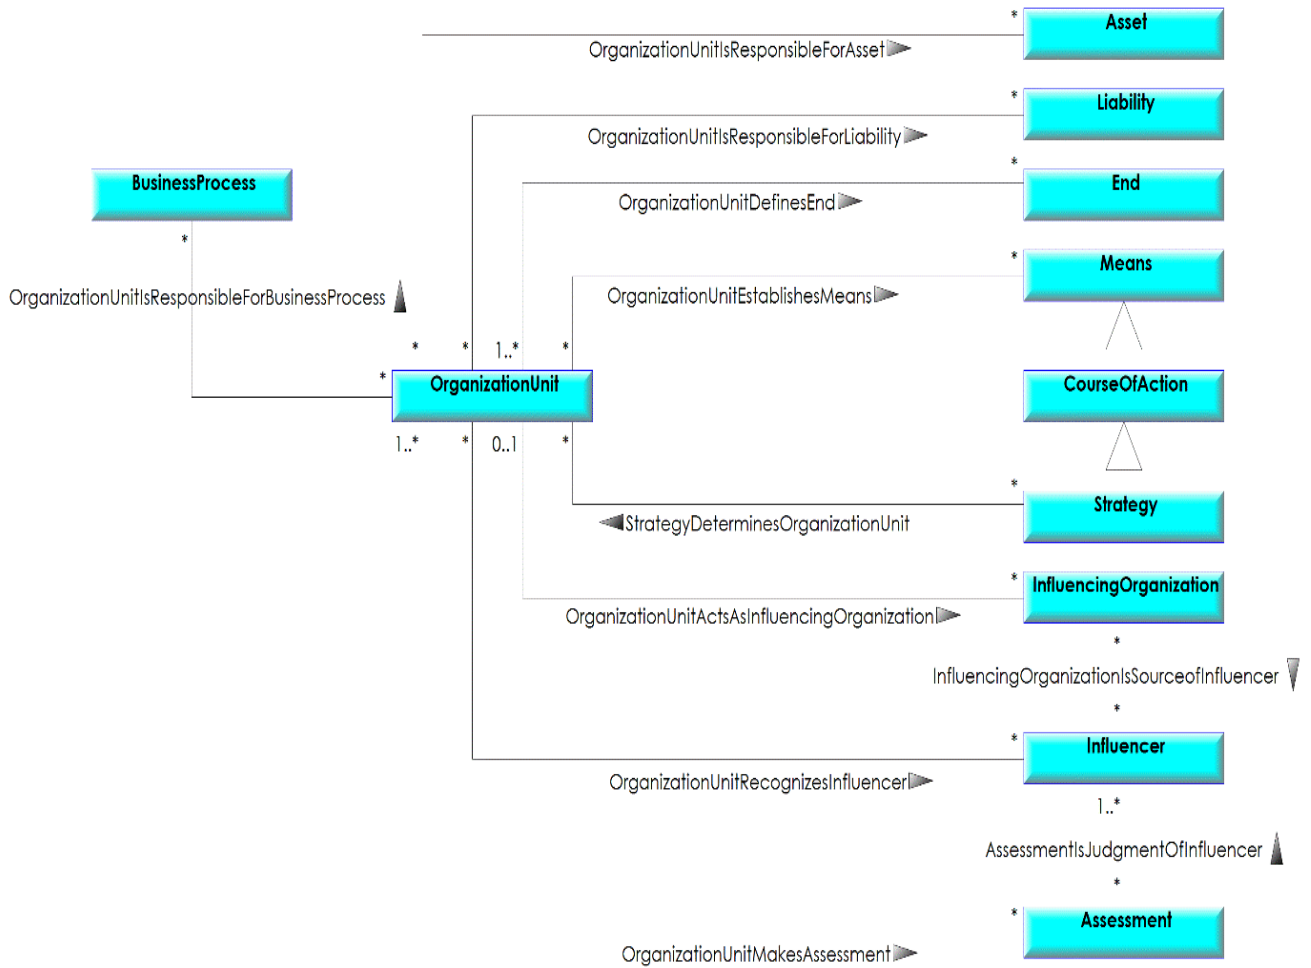 *
Asset
OrganizationUnitIsResponsibleForAsset
*
Liability
OrganizationUnitIsResponsibleForLiability
*
End
BusinessProcess
OrganizationUnitDefinesEnd
*
*
Means
OrganizationUnitIsResponsibleForBusinessProcess
OrganizationUnitEstablishesMeans
* * 1..* *
*
OrganizationUnit
CourseOfAction
1..* * 0..1 *
*
Strategy
StrategyDeterminesOrganizationUnit
*
InfluencingOrganization
OrganizationUnitActsAsInfluencingOrganization
*
InfluencingOrganizationIsSourceofInfluencer
*
*
Influencer
OrganizationUnitRecognizesInfluencer
1..*
AssessmentIsJudgmentOfInfluencer
*
*
Assessment
OrganizationUnitMakesAssessment